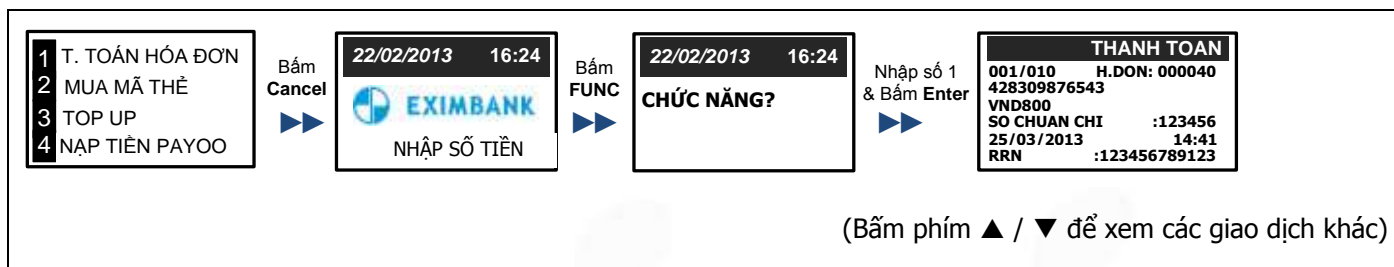 1 T. TOÁN HÓA ĐƠN
2 MUA MÃ THẺ
3 TOP UP
4 NẠP TIỀN PAYOO
Bấm
Cancel
22/02/2013 16:24
EXIMBANK
NHẬP SỐ TIỀN
Bấm
FUNC
22/02/2013 16:24
CHỨC NĂNG?
Nhập số 1
& Bấm Enter
THANH TOAN
001/010 H.DON: 000040
428309876543
VND800
SO CHUAN CHI :123456
25/03/2013 14:41
RRN :123456789123
(Bấm phím ▲ / ▼ để xem các giao dịch khác)